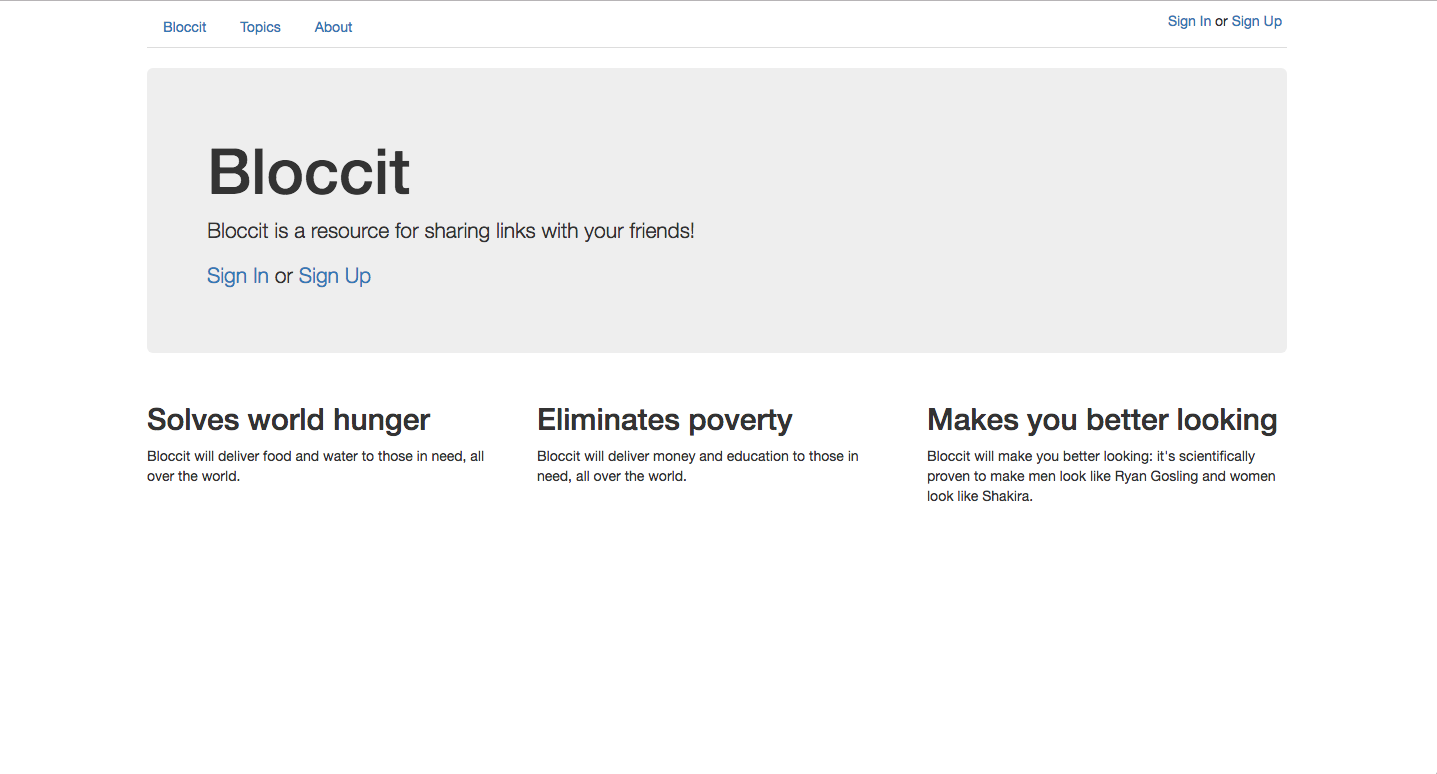 Bloccit Topics About Sign In or Sign Up
Bloccit
Bloccit is a resource for sharing links with your friends!
Sign In or Sign Up
Solves world hunger
Bloccit will deliver food and water to those in need, all
over the world.
Eliminates poverty
Bloccit will deliver money and education to those in
need, all over the world.
Makes you better looking
Bloccit will make you better looking: it's scientifically
proven to make men look like Ryan Gosling and women
look like Shakira.